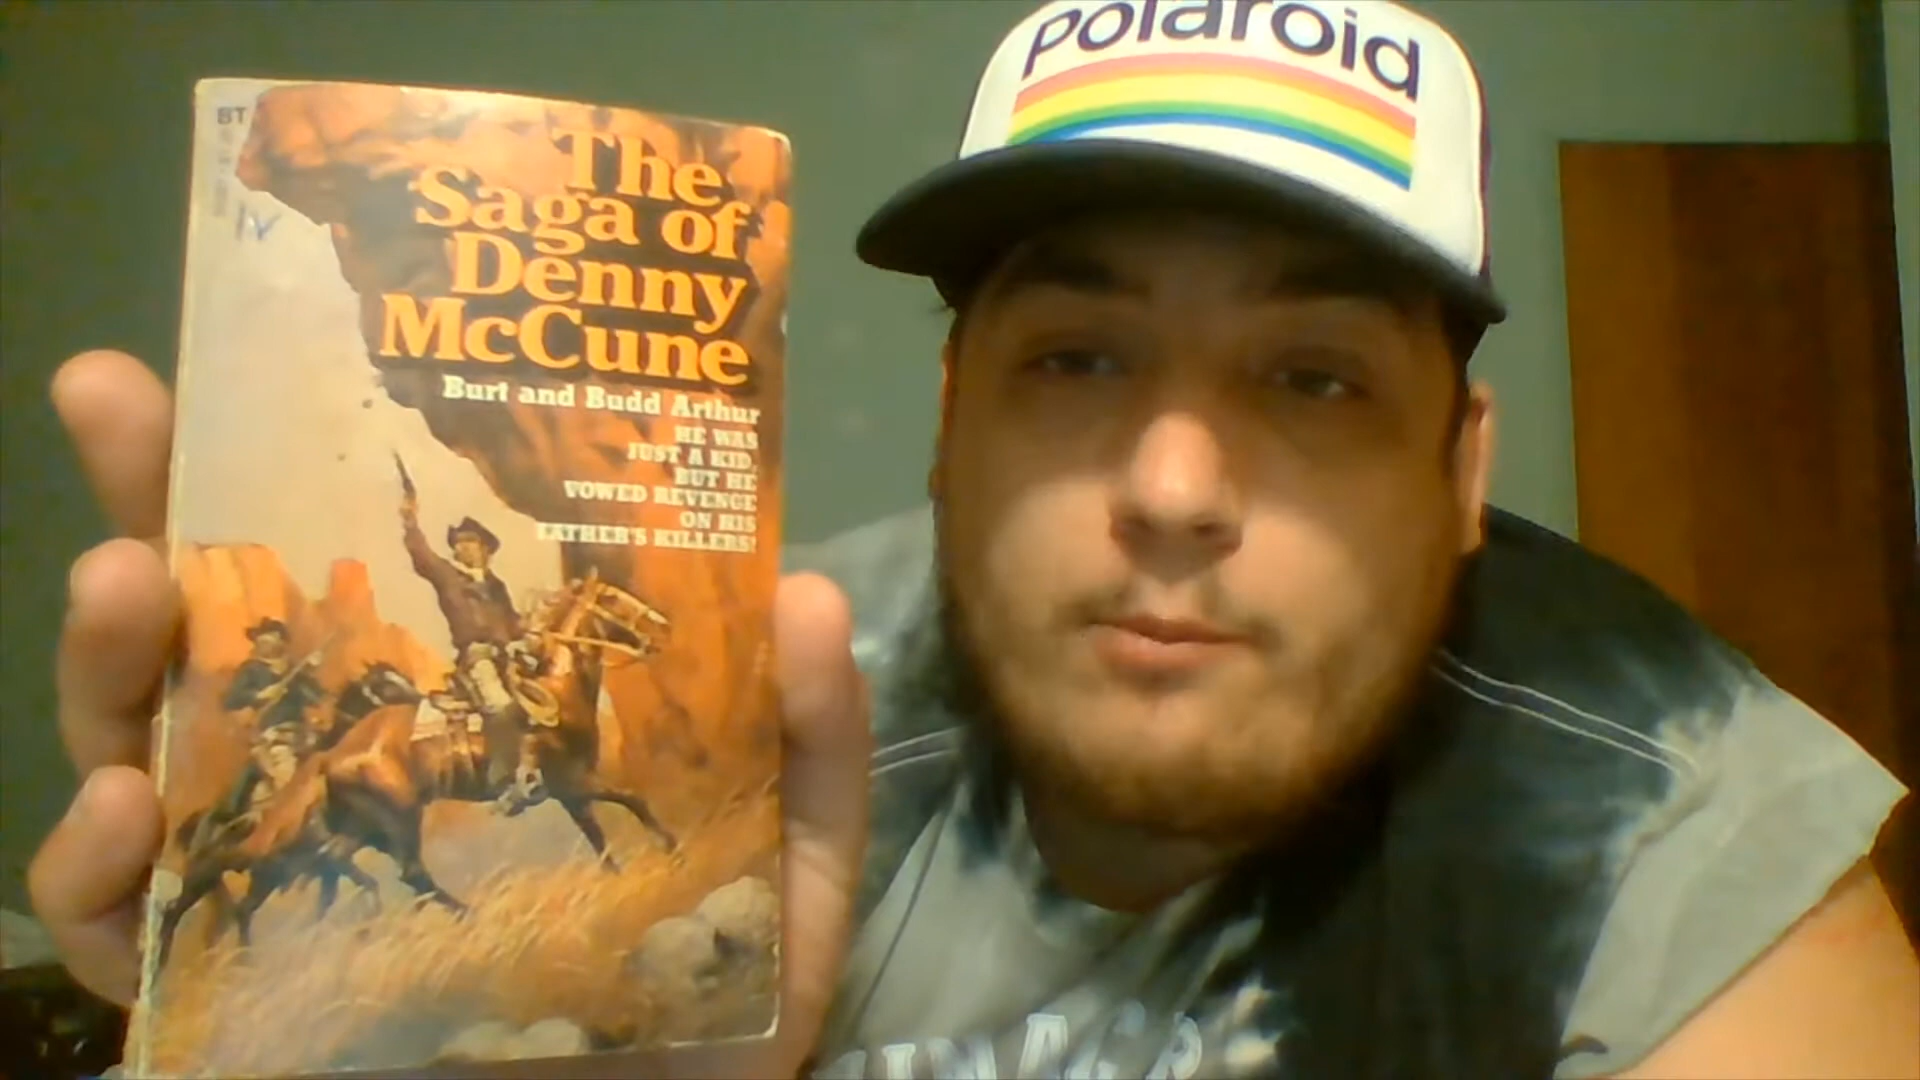 BT
The
Saga of
Denny
McCune
Burt and Budd Arthur
HE WAS
JUST A KID,
BUT HE
VOWED REVENGE
ON HIS
FATHER'S KILLERS!
Polaroid